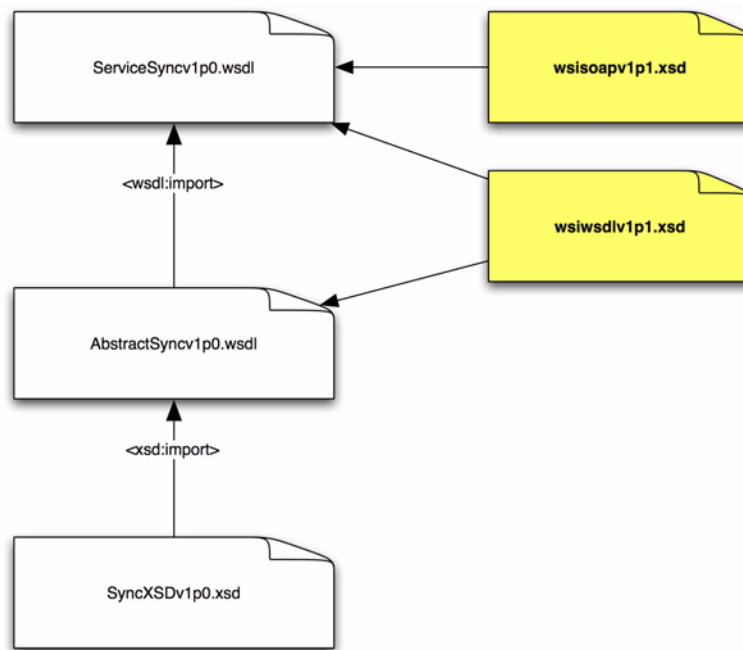 ServiceSyncv1p0.wsdl
wsisoapv1p1.xsd
<wsdl:import>
wsiwsdlv1p1.xsd
AbstractSyncv1p0.wsdl
<xsd:import>
SyncXSDv1p0.xsd